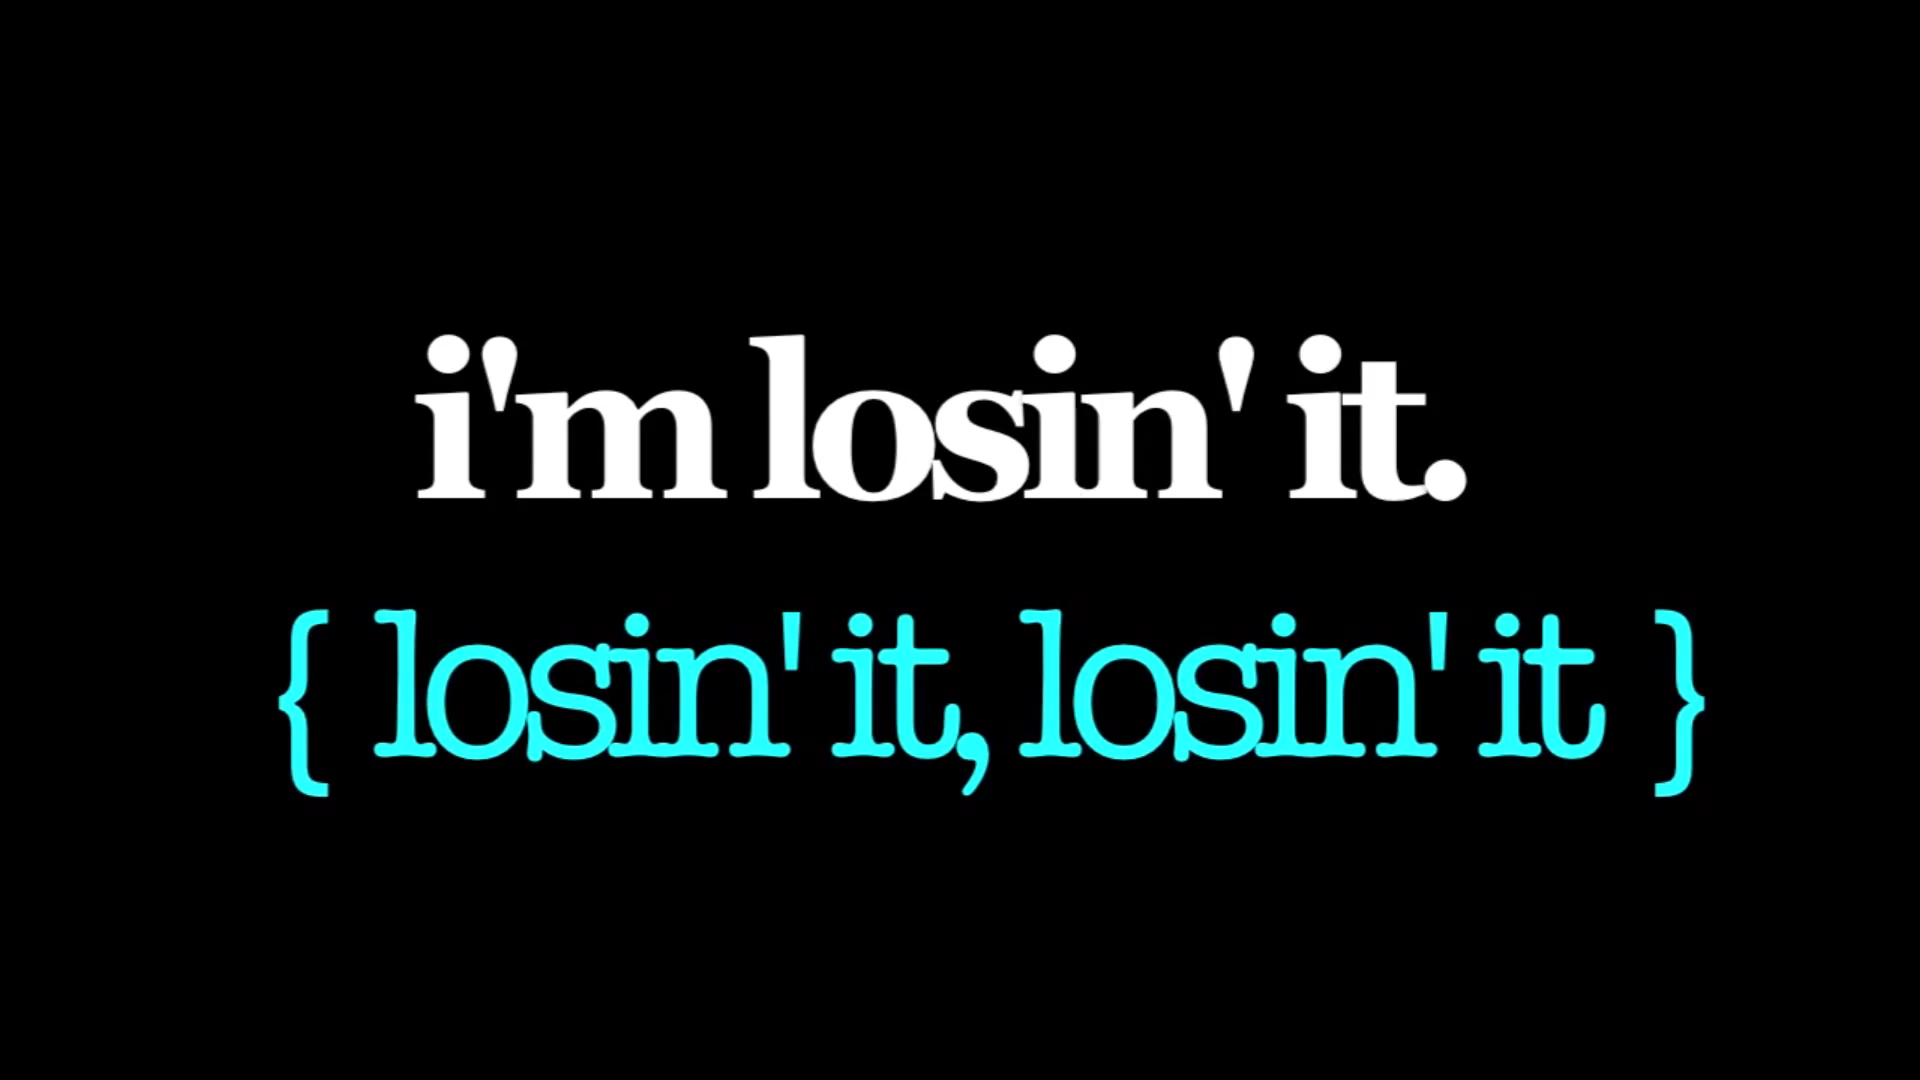 i'm losin' it.
{ losin' it, losin' it }